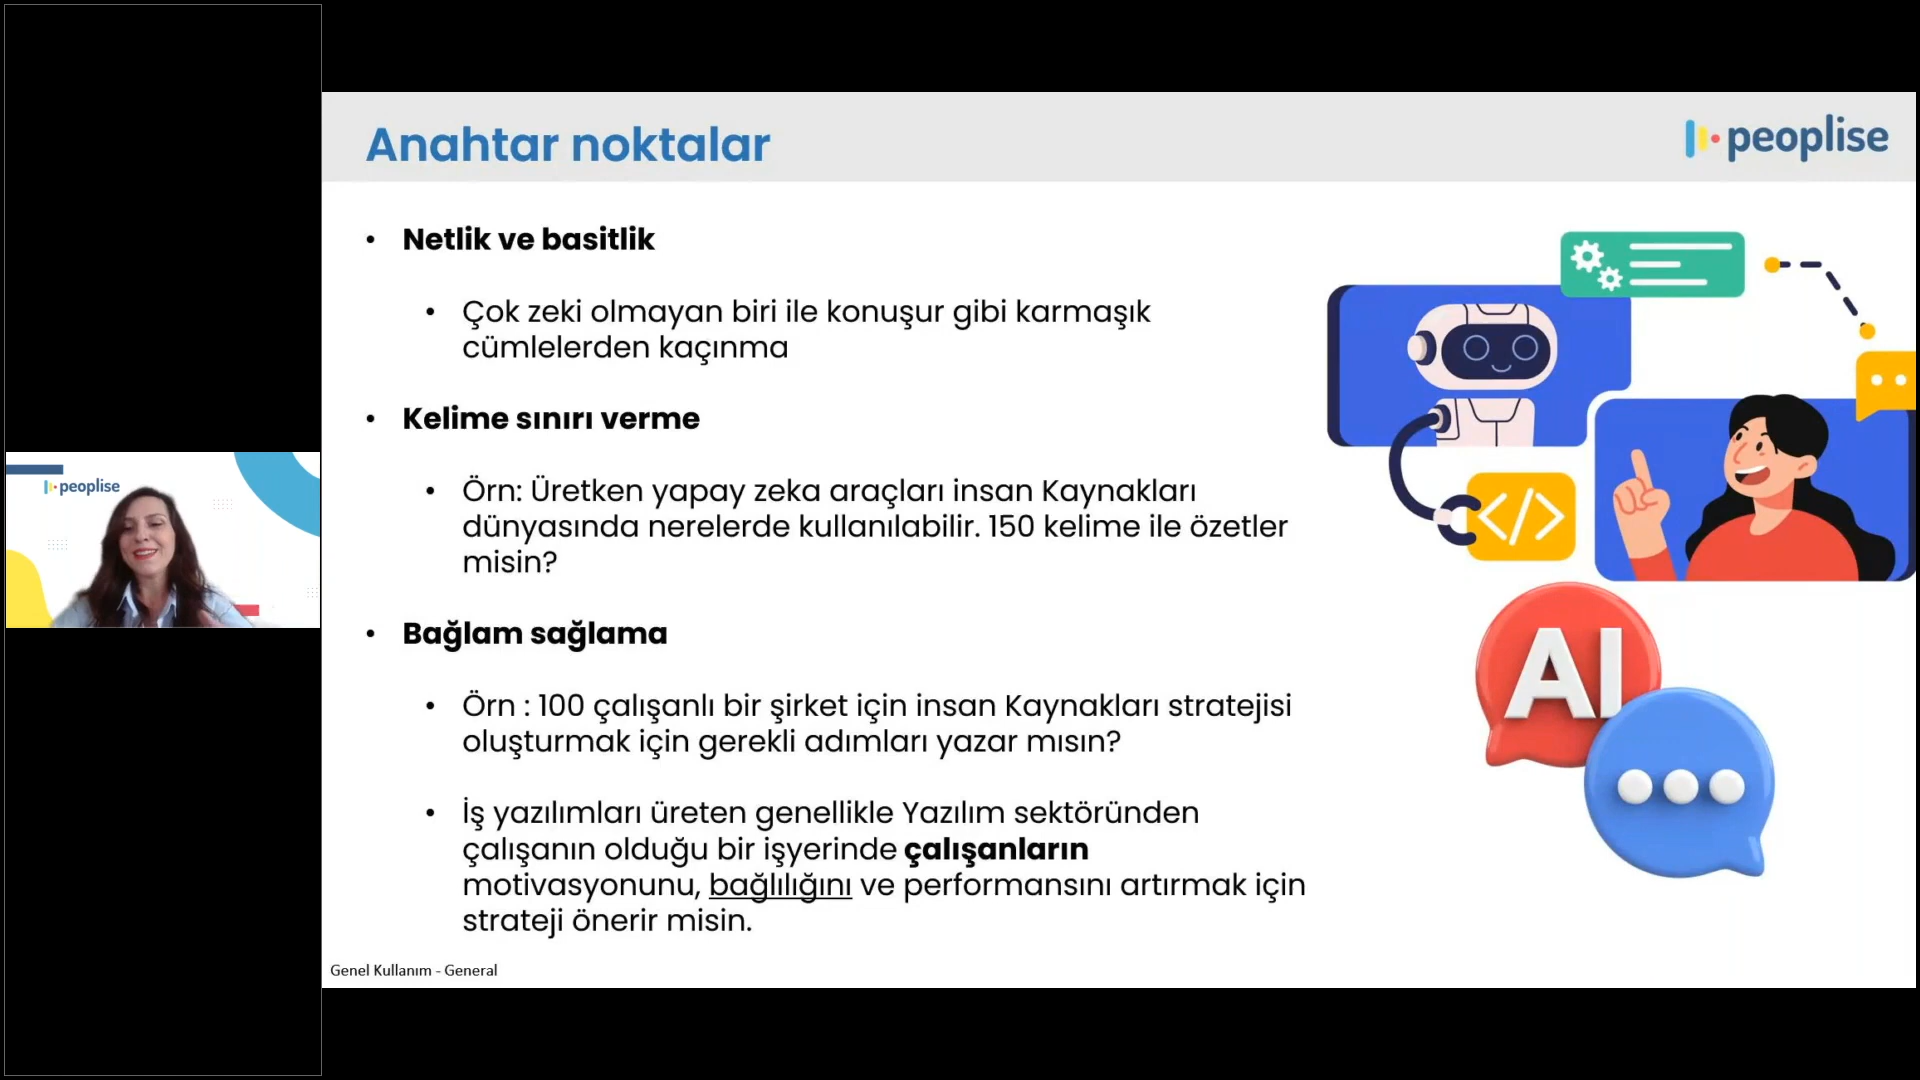 Anahtar noktalar
peoplise
• Netlik ve basitlik
• Çok zeki olmayan biri ile konuşur gibi karmaşık
cümlelerden kaçınma
• Kelime sınırı verme
• Örn: Üretken yapay zeka araçları insan Kaynakları
dünyasında nerelerde kullanılabilir. 150 kelime ile özetler
misin?
• Bağlam sağlama
• Örn : 100 çalışanlı bir şirket için insan Kaynakları stratejisi
oluşturmak için gerekli adımları yazar mısın?
• İş yazılımları üreten genellikle Yazılım sektöründen
çalışanın olduğu bir işyerinde çalışanların
motivasyonunu, bağlılığını ve performansını artırmak için
strateji önerir misin.
</>
AI
Genel Kullanım - General
peoplise